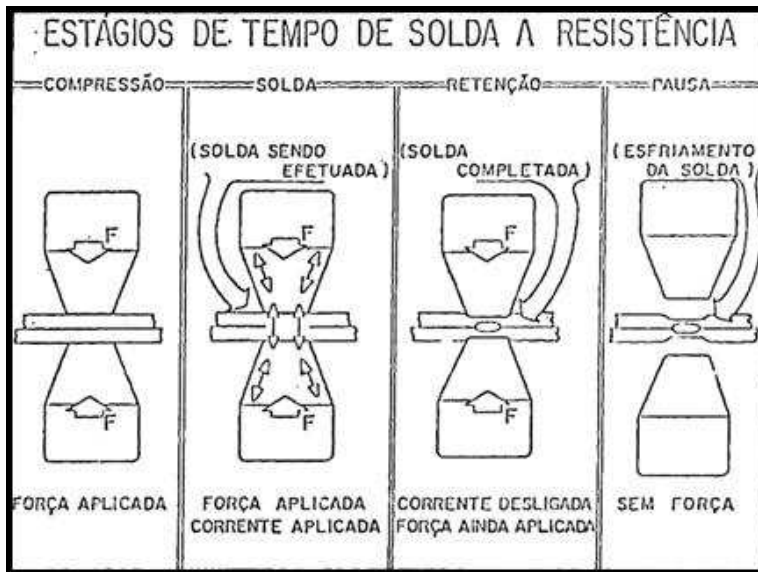 ESTÁGIOS DE TEMPO DE SOLDA A RESISTÊNCIA
COMPRESSÃO
SOLDA
RETENÇÃO
PAUSA
(SOLDA SENDO
EFETUADA)
(SOLDA
COMPLETADA)
(ESFRIAMENTO
DA SOLDA)
F
F
F
F
F
F
FORÇA APLICADA
FORÇA APLICADA
CORRENTE APLICADA
CORRENTE DESLIGADA
FORÇA AINDA APLICADA
SEM FORÇA